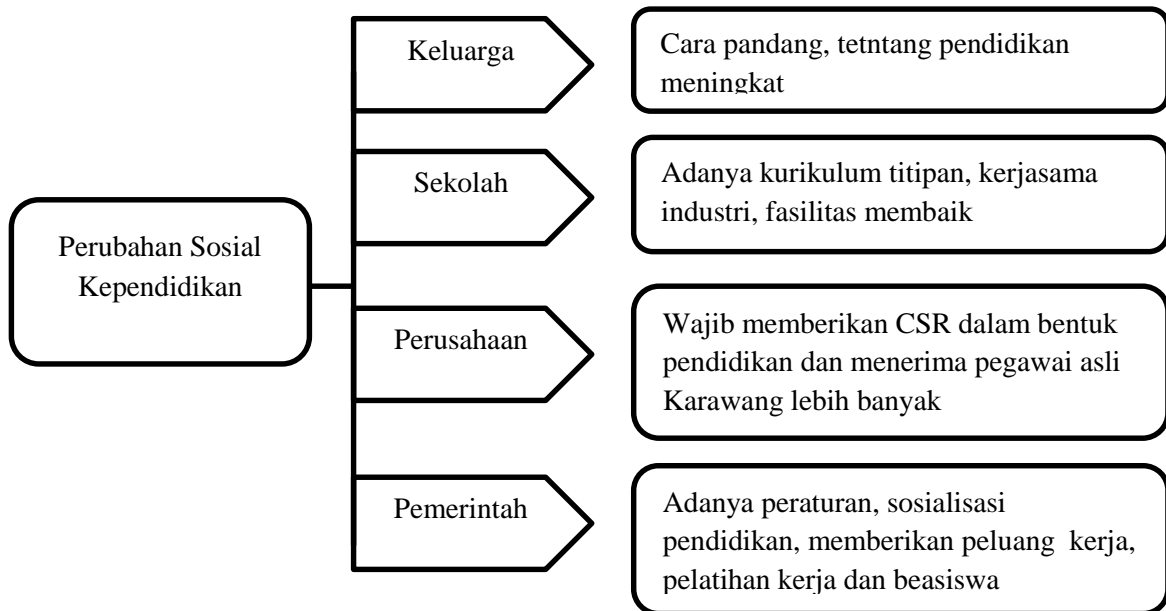 Keluarga
Cara pandang, tetntang pendidikan
meningkat
Sekolah
Adanya kurikulum titipan, kerjasama
industri, fasilitas membaik
Perubahan Sosial
Kependidikan
Perusahaan
Wajib memberikan CSR dalam bentuk
pendidikan dan menerima pegawai asli
Karawang lebih banyak
Pemerintah
Adanya peraturan, sosialisasi
pendidikan, memberikan peluang  kerja,
pelatihan kerja dan beasiswa